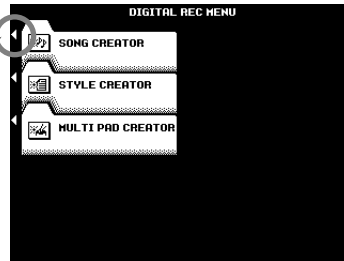 DIGITAL REC MENU
SONG CREATOR
STYLE CREATOR
MULTI PAD CREATOR